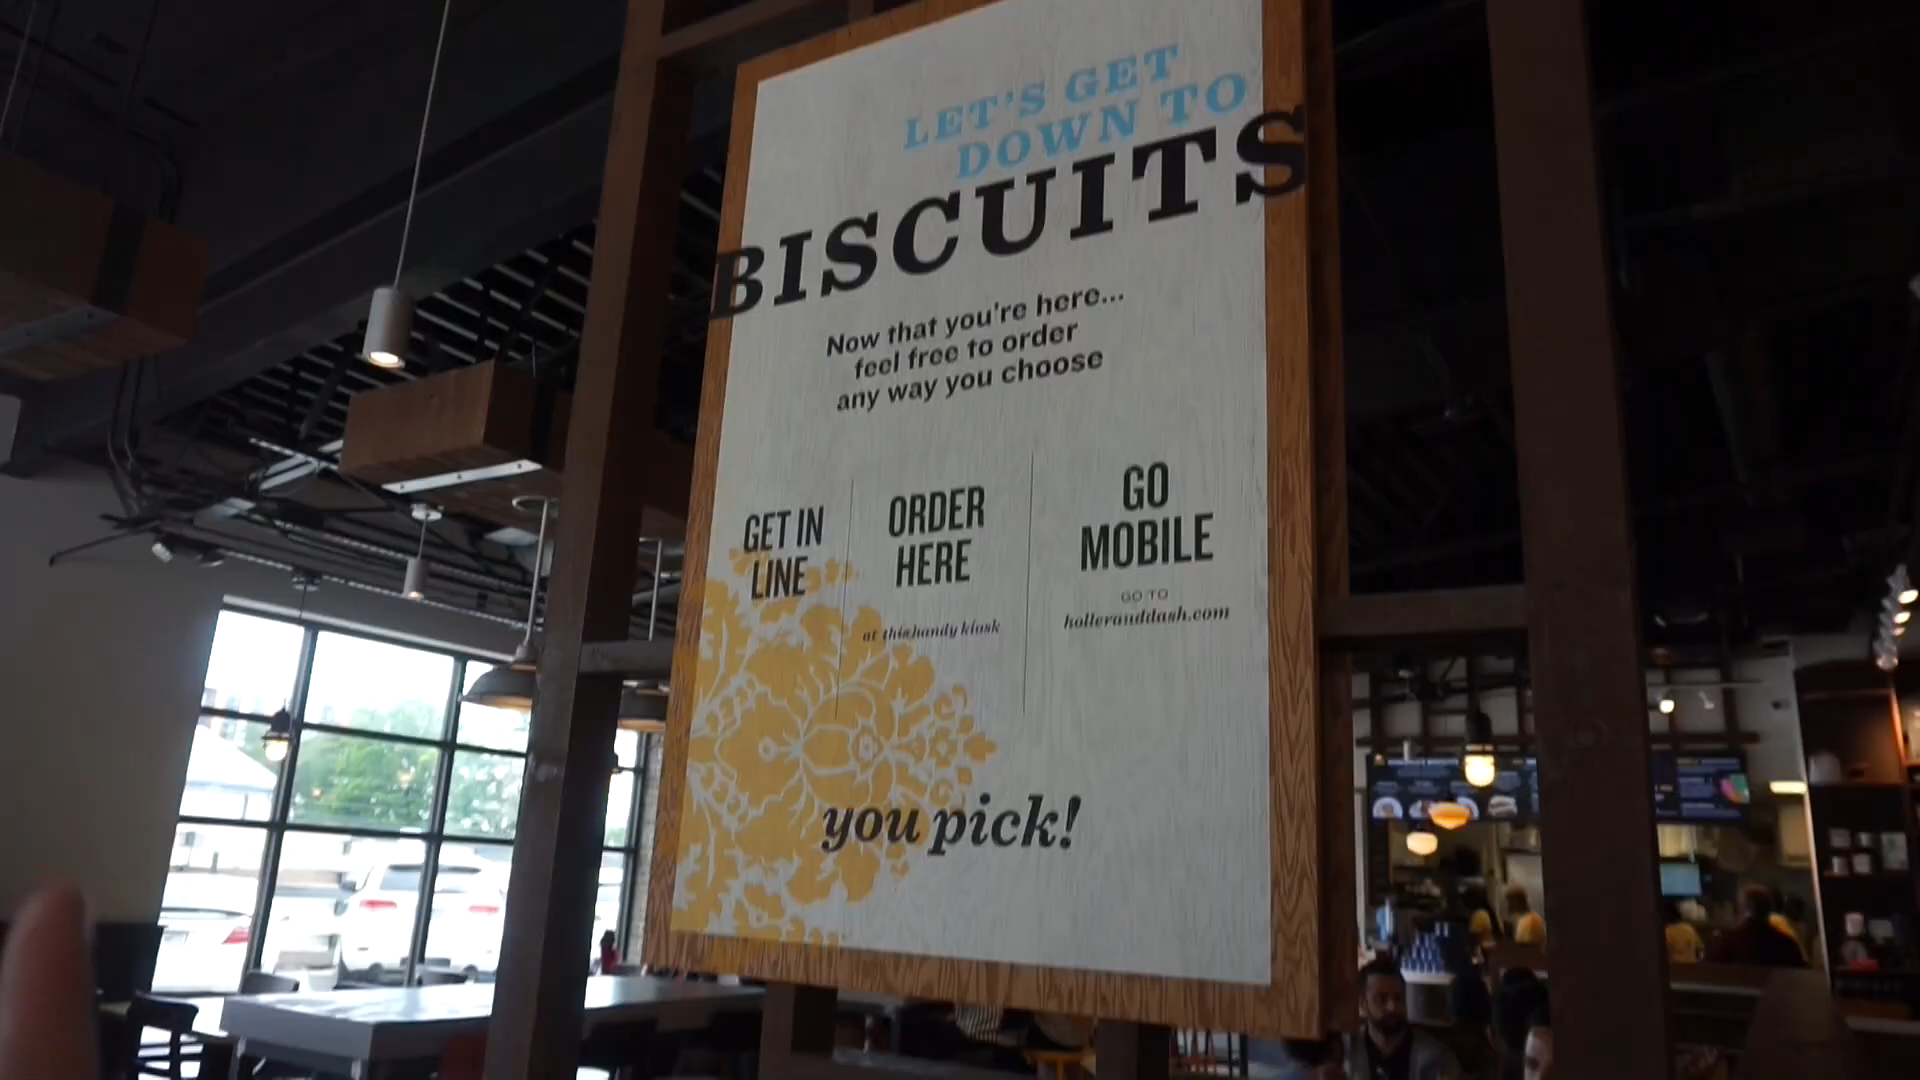 LET'S GET
DOWN TO
BISCUITS
Now that you're here...
feel free to order
any way you choose
GET IN
LINE
ORDER
HERE
at this handy kiosk
GO
MOBILE
GO TO
holleranddash.com
you pick!